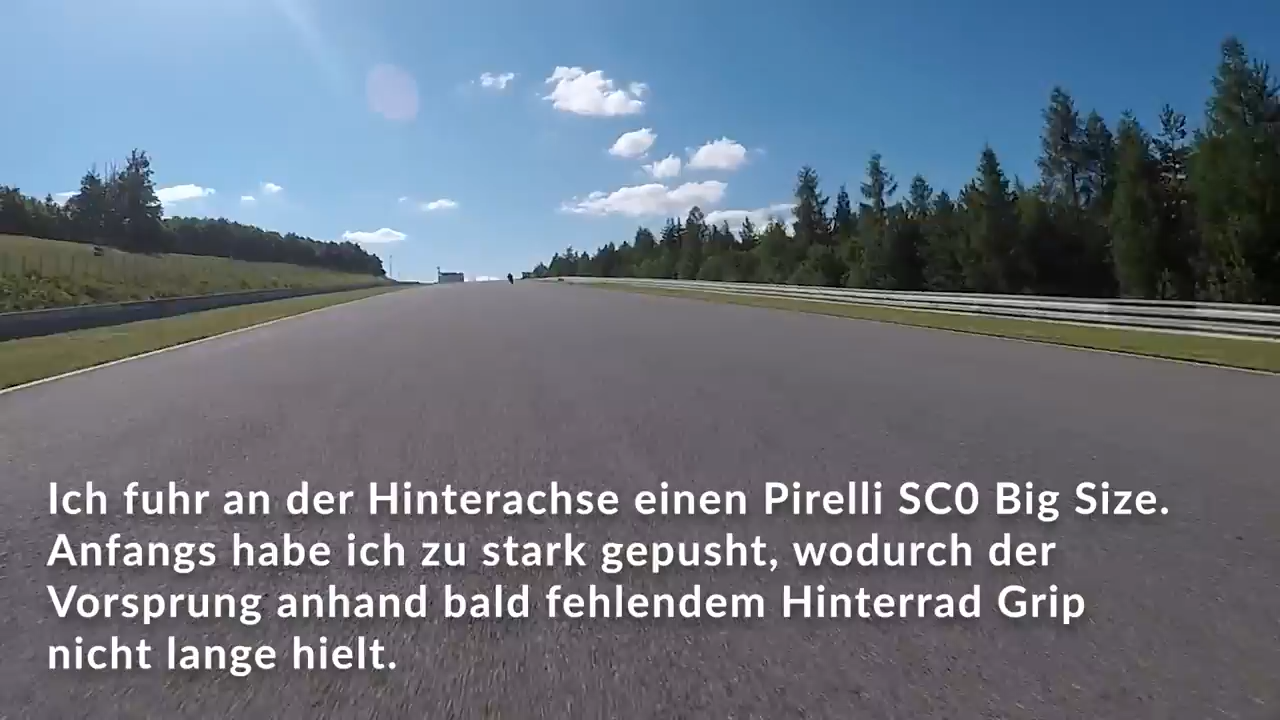 Ich fuhr an der Hinterachse einen Pirelli SC0 Big Size.
Anfangs habe ich zu stark gepusht, wodurch der
Vorsprung anhand bald fehlendem Hinterrad Grip
nicht lange hielt.